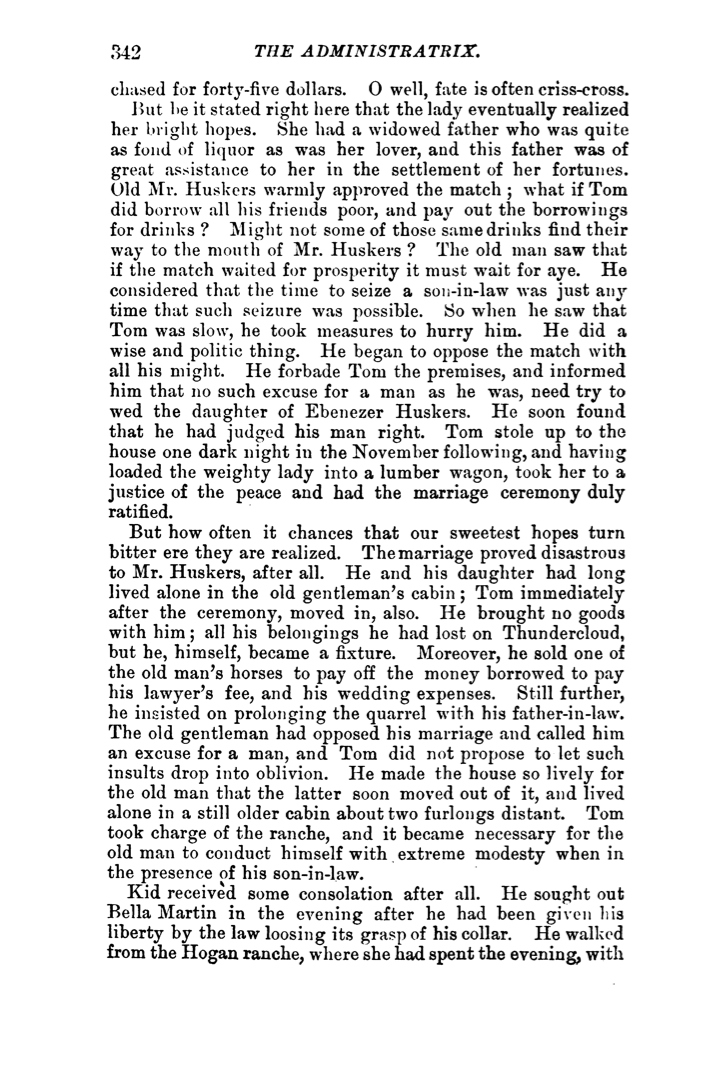 342 THE ADMINISTRATRIX.
chased for forty-five dollars. O well, fate is often criss-cross.
But be it stated right here that the lady eventually realized
her bright hopes. She had a widowed father who was quite
as fond of liquor as was her lover, and this father was of
great assistance to her in the settlement of her fortunes.
Old Mr. Huskers warmly approved the match; what if Tom
did borrow all his friends poor, and pay out the borrowings
for drinks? Might not some of those same drinks find their
way to the mouth of Mr. Huskers? The old man saw that
if the match waited for prosperity it must wait for aye. He
considered that the time to seize a son-in-law was just any
time that such seizure was possible. So when he saw that
Tom was slow, he took measures to hurry him. He did a
wise and politic thing. He began to oppose the match with
all his might. He forbade Tom the premises, and informed
him that no such excuse for a man as he was, need try to
wed the daughter of Ebenezer Huskers. He soon found
that he had judged his man right. Tom stole up to the
house one dark night in the November following, and having
loaded the weighty lady into a lumber wagon, took her to a
justice of the peace and had the marriage ceremony duly
ratified.
But how often it chances that our sweetest hopes turn
bitter ere they are realized. The marriage proved disastrous
to Mr. Huskers, after all. He and his daughter had long
lived alone in the old gentleman's cabin; Tom immediately
after the ceremony, moved in, also. He brought no goods
with him; all his belongings he had lost on Thundercloud,
but he, himself, became a fixture. Moreover, he sold one of
the old man's horses to pay off the money borrowed to pay
his lawyer's fee, and his wedding expenses. Still further,
he insisted on prolonging the quarrel with his father-in-law.
The old gentleman had opposed his marriage and called him
an excuse for a man, and Tom did not propose to let such
insults drop into oblivion. He made the house so lively for
the old man that the latter soon moved out of it, and lived
alone in a still older cabin about two furlongs distant. Tom
took charge of the ranche, and it became necessary for the
old man to conduct himself with extreme modesty when in
the presence of his son-in-law.
Kid received some consolation after all. He sought out
Bella Martin in the evening after he had been given his
liberty by the law loosing its grasp of his collar. He walked
from the Hogan ranche, where she had spent the evening, with